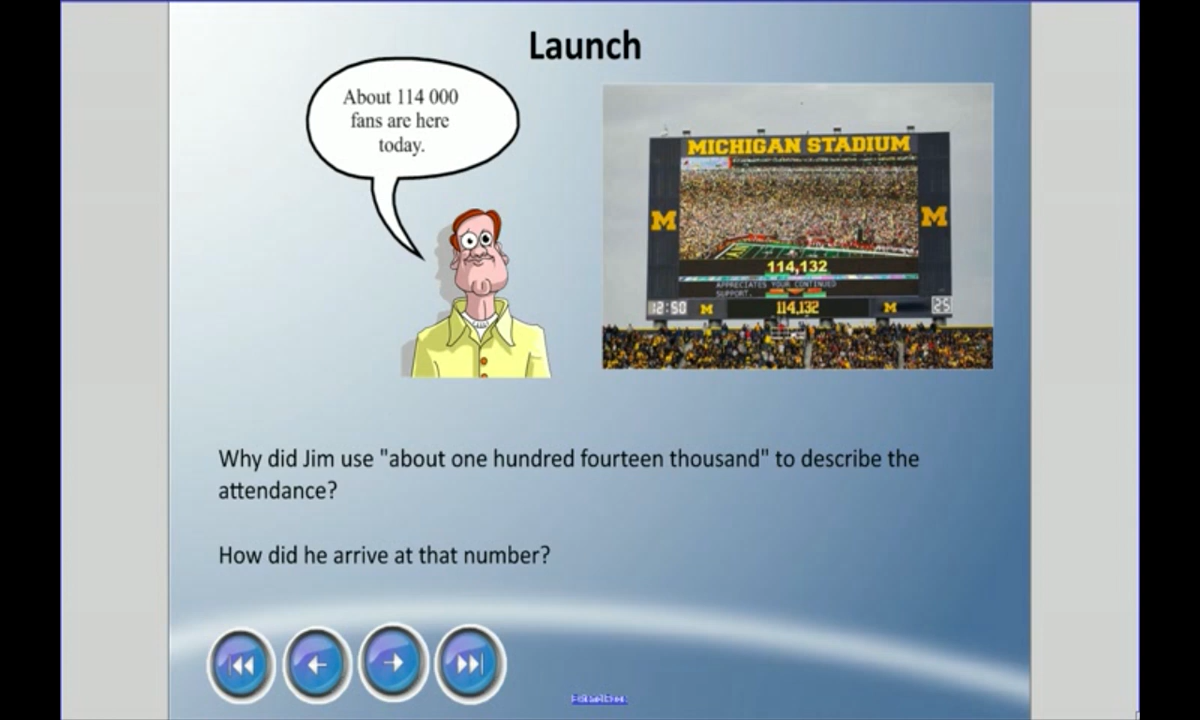 Launch
About 114 000
fans are here
today.
MICHIGAN STADIUM
M
M
114,132
APPRECIATES YOUR CONTINUED
SUPPORT.
12:50
M
114,132
M
25
Why did Jim use "about one hundred fourteen thousand" to describe the
attendance?
How did he arrive at that number?